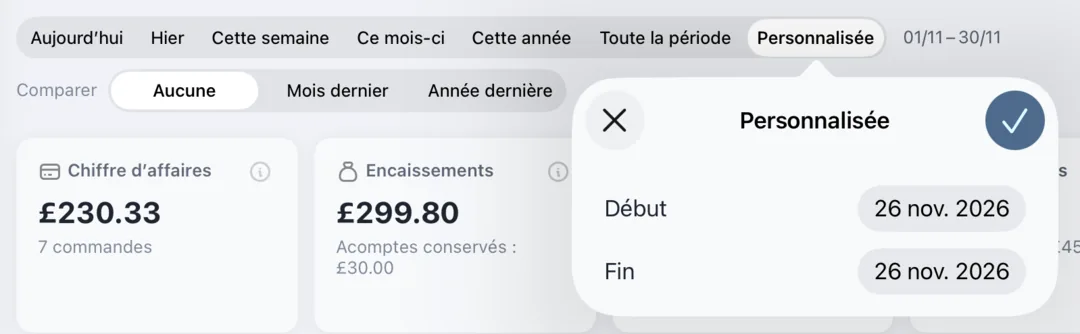 Aujourd’hui Hier Cette semaine Ce mois-ci Cette année Toute la période Personnalisée 01/11 – 30/11
Comparer Aucune Mois dernier Année dernière
Personnalisée
Début 26 nov. 2026
Fin 26 nov. 2026
Chiffre d’affaires
£230.33
7 commandes
Encaissements
£299.80
Acomptes conservés :
£30.00